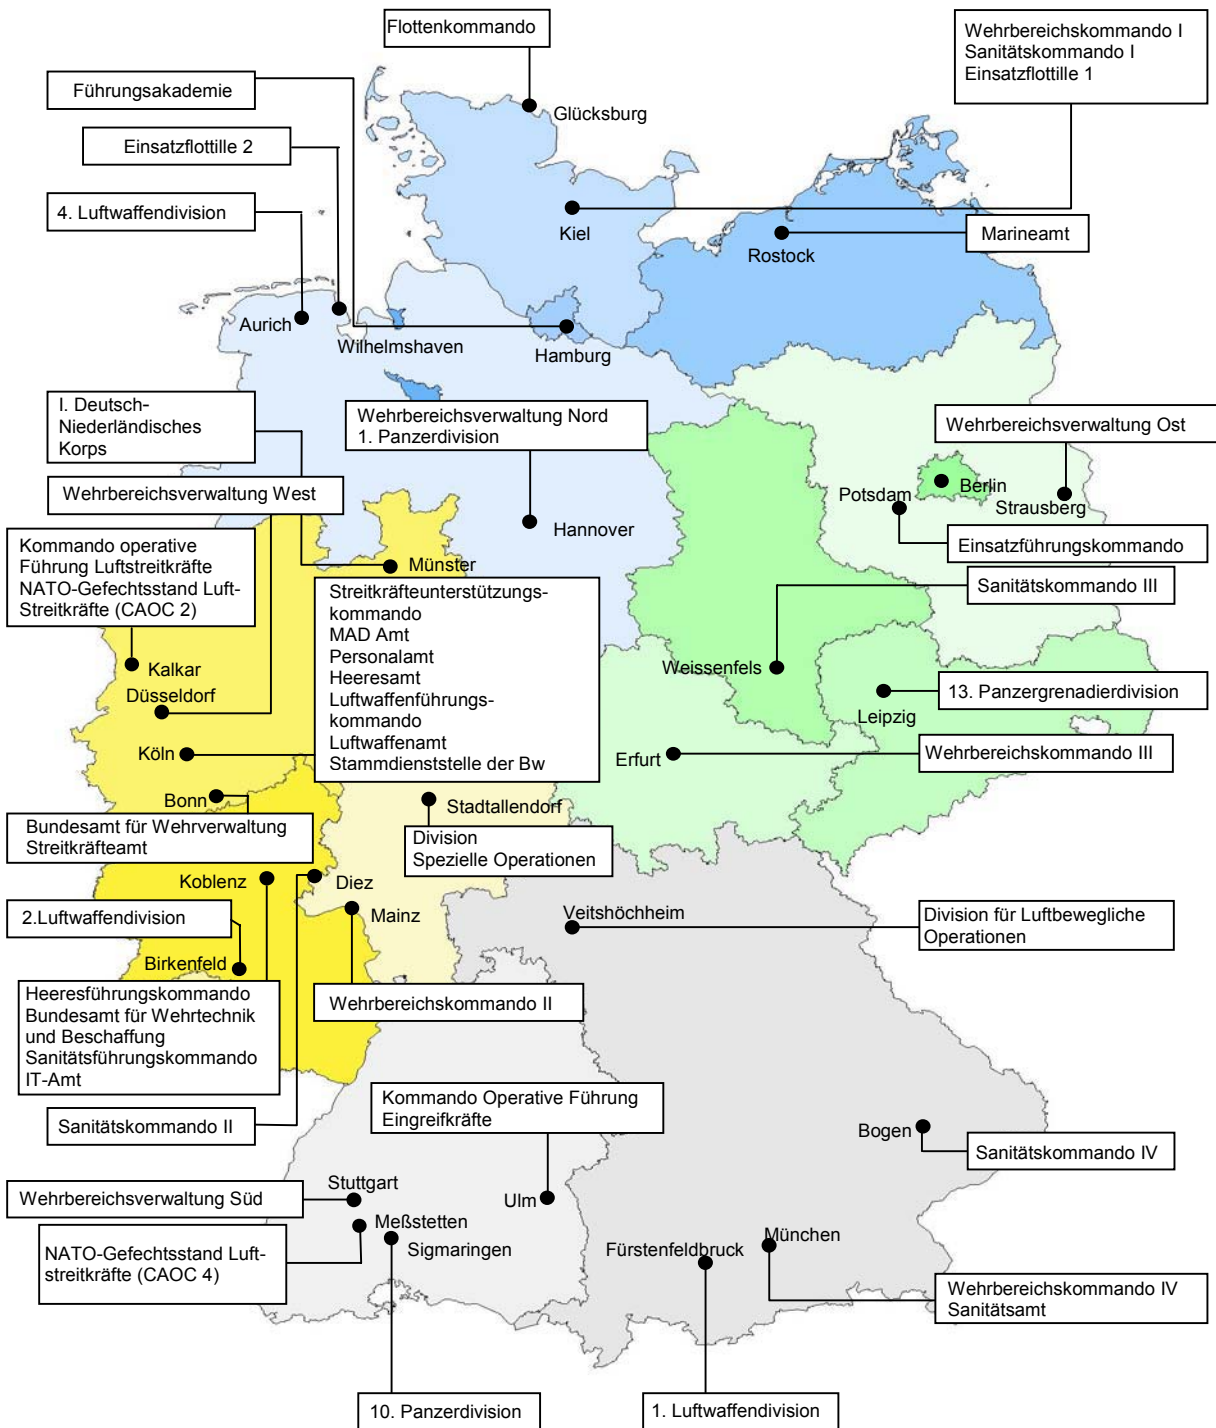 Flottenkommando
Wehrbereichskommando I
Sanitätskommando I
Einsatzflottille 1
Führungsakademie
Glücksburg
Einsatzflottille 2
4. Luftwaffendivision
Kiel
Marineamt
Rostock
Aurich
Wilhelmshaven
Hamburg
I. Deutsch-
Niederländisches
Korps
Wehrbereichsverwaltung Nord
1. Panzerdivision
Wehrbereichsverwaltung Ost
Wehrbereichsverwaltung West
Berlin
Potsdam
Strausberg
Hannover
Kommando operative
Führung Luftstreitkräfte
NATO-Gefechtsstand Luft-
Streitkräfte (CAOC 2)
Einsatzführungskommando
Münster
Sanitätskommando III
Streitkräfteunterstützungs-
kommando
MAD Amt
Personalamt
Heeresamt
Luftwaffenführungs-
kommando
Luftwaffenamt
Stammdienststelle der Bw
Kalkar
Weissenfels
Düsseldorf
13. Panzergrenadierdivision
Leipzig
Köln
Erfurt
Wehrbereichskommando III
Bonn
Stadtallendorf
Bundesamt für Wehrverwaltung
Streitkräfteamt
Division
Spezielle Operationen
Koblenz
Diez
Mainz
2.Luftwaffendivision
Veitshöchheim
Division für Luftbewegliche
Operationen
Birkenfeld
Heeresführungskommando
Bundesamt für Wehrtechnik
und Beschaffung
Sanitätsführungskommando
IT-Amt
Wehrbereichskommando II
Kommando Operative Führung
Eingreifkräfte
Sanitätskommando II
Bogen
Sanitätskommando IV
Stuttgart
Wehrbereichsverwaltung Süd
Ulm
Meßstetten
Sigmaringen
NATO-Gefechtsstand Luft-
streitkräfte (CAOC 4)
Fürstenfeldbruck
München
Wehrbereichskommando IV
Sanitätsamt
10. Panzerdivision
1. Luftwaffendivision